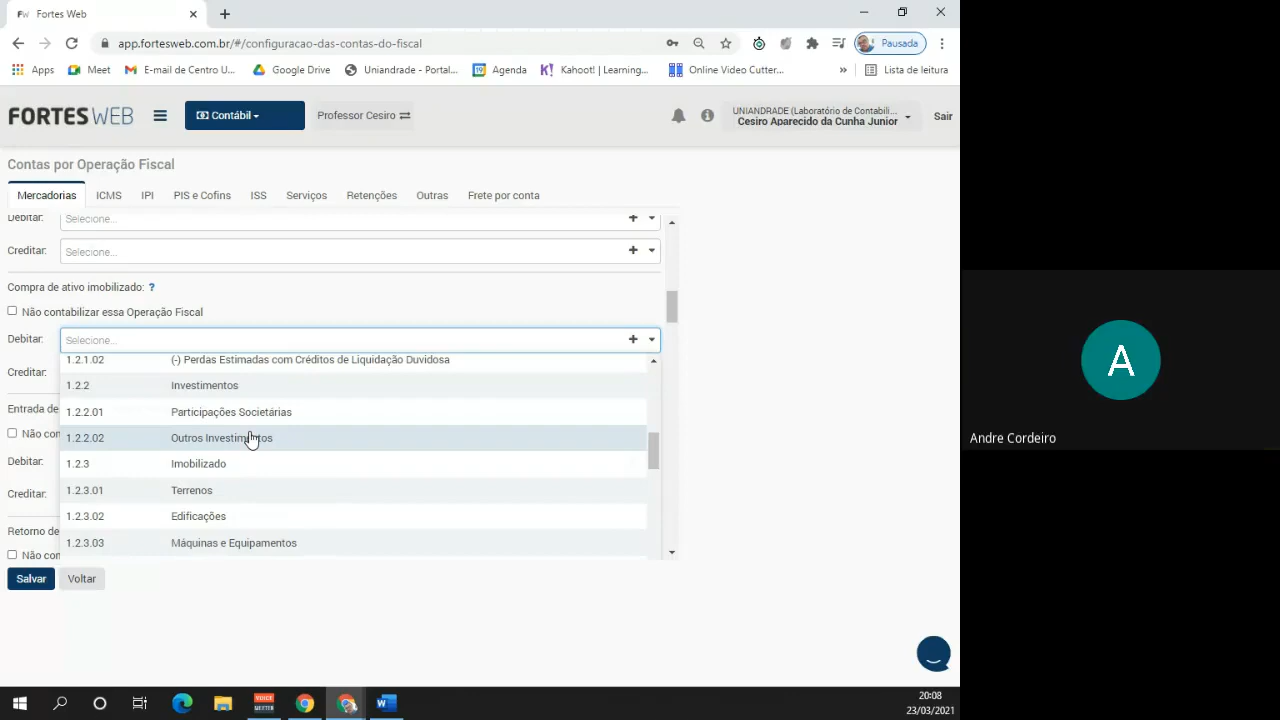 Fortes Web
app.fortesweb.com.br/#/configuracao-das-contas-do-fiscal
Pausada
Apps Meet E-mail de Centro U... Google Drive Uniandrade - Portal... Agenda Kahoot! | Learning... Online Video Cutter... » Lista de leitura
FORTES WEB Contábil Professor Cesiro UNIANDRADE (Laboratório de Contabili...
Cesiro Aparecido da Cunha Junior Sair
Contas por Operação Fiscal
Mercadorias ICMS IPI PIS e Cofins ISS Serviços Retenções Outras Frete por conta
Debitar: Selecione...
Creditar: Selecione...
Compra de ativo imobilizado: ?
Não contabilizar essa Operação Fiscal
Debitar: Selecione...
1.2.1.02 (-) Perdas Estimadas com Créditos de Liquidação Duvidosa
Creditar:
1.2.2 Investimentos
Entrada de
1.2.2.01 Participações Societárias
Não con
1.2.2.02 Outros Investimentos
Debitar:
1.2.3 Imobilizado
Creditar:
1.2.3.01 Terrenos
1.2.3.02 Edificações
Retorno de
1.2.3.03 Máquinas e Equipamentos
Não con
Salvar Voltar
A
Andre Cordeiro
VOICE
MEETER
20:08
23/03/2021